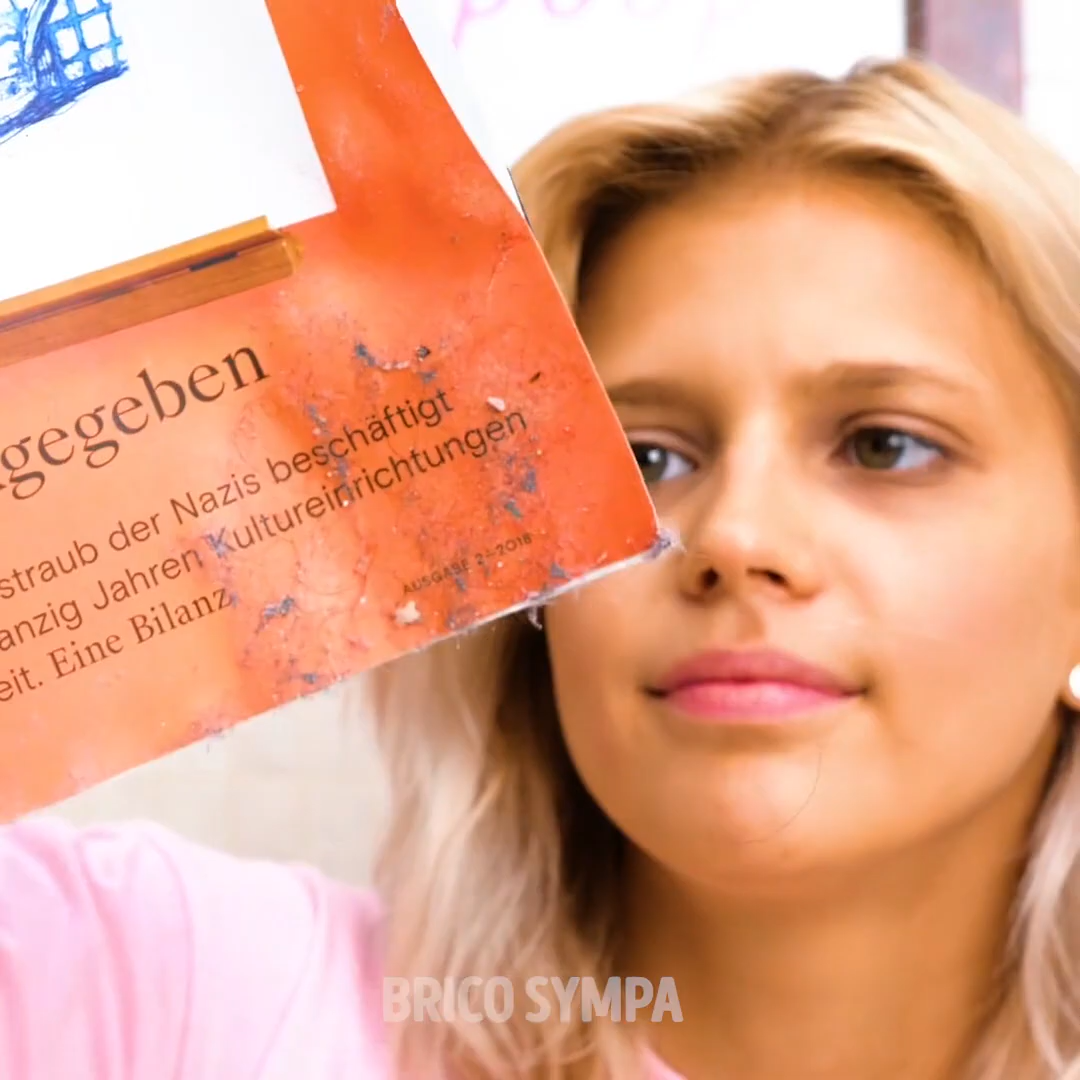 gegeben
straub der Nazis beschäftigt
anzig Jahren Kultureinrichtungen
eit. Eine Bilanz
AUSGABE 2–2018
BRICO SYMPA